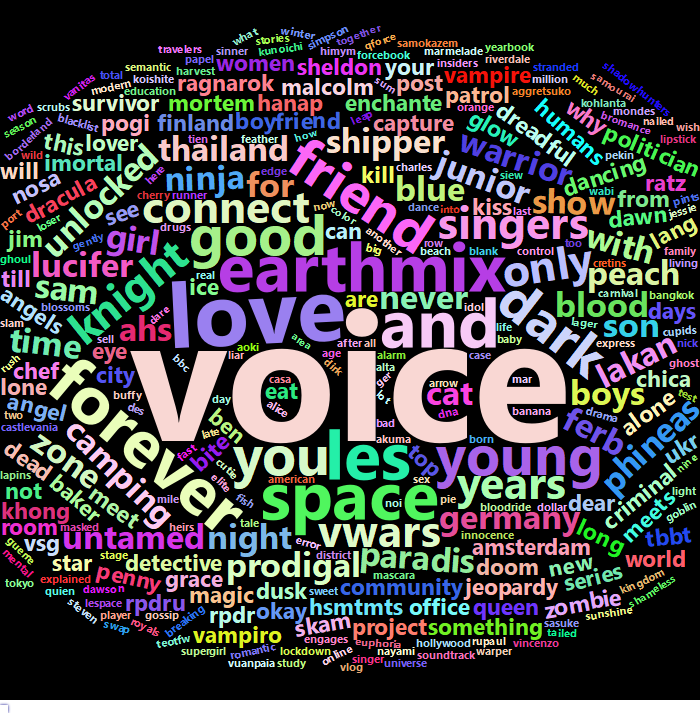 what
winter
simpson
together
stories
kunoichi
himym
qforce
samokazem
travelers
sinner
papel
forcebook
marmelade
yearbook
riverdale
women
sheldon
your
insiders
semantic
harvest
modern
total
koishite
vanitas
education
ragnarok
malcolm
post
vampire
stranded
shadowhunters
million
aggretsuko
samouraï
word
scrubs
survivor
mortem
hanap
enchante
patrol
orange
kohlanta
mondes
season
blacklist
pogi
finland
boyfriend
leap
capture
glow
dreadful
humans
why
bromance
nailed
wish
borderland
this
lover
feather
how
shipper
warrior
politician
lipstick
wild
imortal
unlocked
thailand
tien
friend
charles
siew
dancing
wabi
pekin
will
nosa
dracula
here
ninja
for
edge
kill
blue
junior
from
ratz
port
cherry
runner
now
color
dance
into
kiss
last
show
dawn
pints
jessie
loser
see
connect
another
row
singers
with
lang
jim
gently
girl
drugs
good
can
big
beach
blank
control
too
cretins
family
ghoul
knight
lucifer
real
earthmix
only
peach
living
till
sam
ice
are
never
idol
dark
carnival
bangkok
angels
blossoms
dare
love
and
life
blood
days
slam
ahs
sell
son
lager
cupids
time
eye
liar
aoki
area
after
all
baby
express
nick
rush
chef
city
bbc
age
alarm
case
lakan
ghost
lone
buffy
day
casa
dirk
ger
alta
arrow
mar
chica
test
two
angel
des
forever
voice
eat
bot
cat
boys
drama
castlevania
late
ben
alice
bad
dna
banana
ferb
alone
nine
zone
camping
bite
cutie
akuma
born
phineas
ukr
lapins
dead
fast
you
les
top
young
criminal
light
not
baker
meet
elite
american
sex
years
dear
meets
goblin
khong
mile
fish
space
noi
pie
bloodride
dollar
long
room
masked
heirs
tale
vwars
germany
innocence
tbbt
much
guerre
vsg
untamed
night
error
amsterdam
mental
stage
star
detective
prodigal
district
paradis
doom
new
world
tokyo
explained
penny
grace
mascara
series
kingdom
shameless
quien
dawson
magic
dusk
sweet
community
jeopardy
lespace
rpdru
gossip
rpdr
okay
hsmtmts
office
queen
zombie
steven
player
royals
breaking
skam
project
something
sasuke
sunshine
swap
teotfw
vampiro
engages
euphoria
hollywood
rupaul
vincenzo
tailed
supergirl
romantic
lockdown
online
singer
nayami
soundtrack
warper
vuanpaia
study
vlog
universe